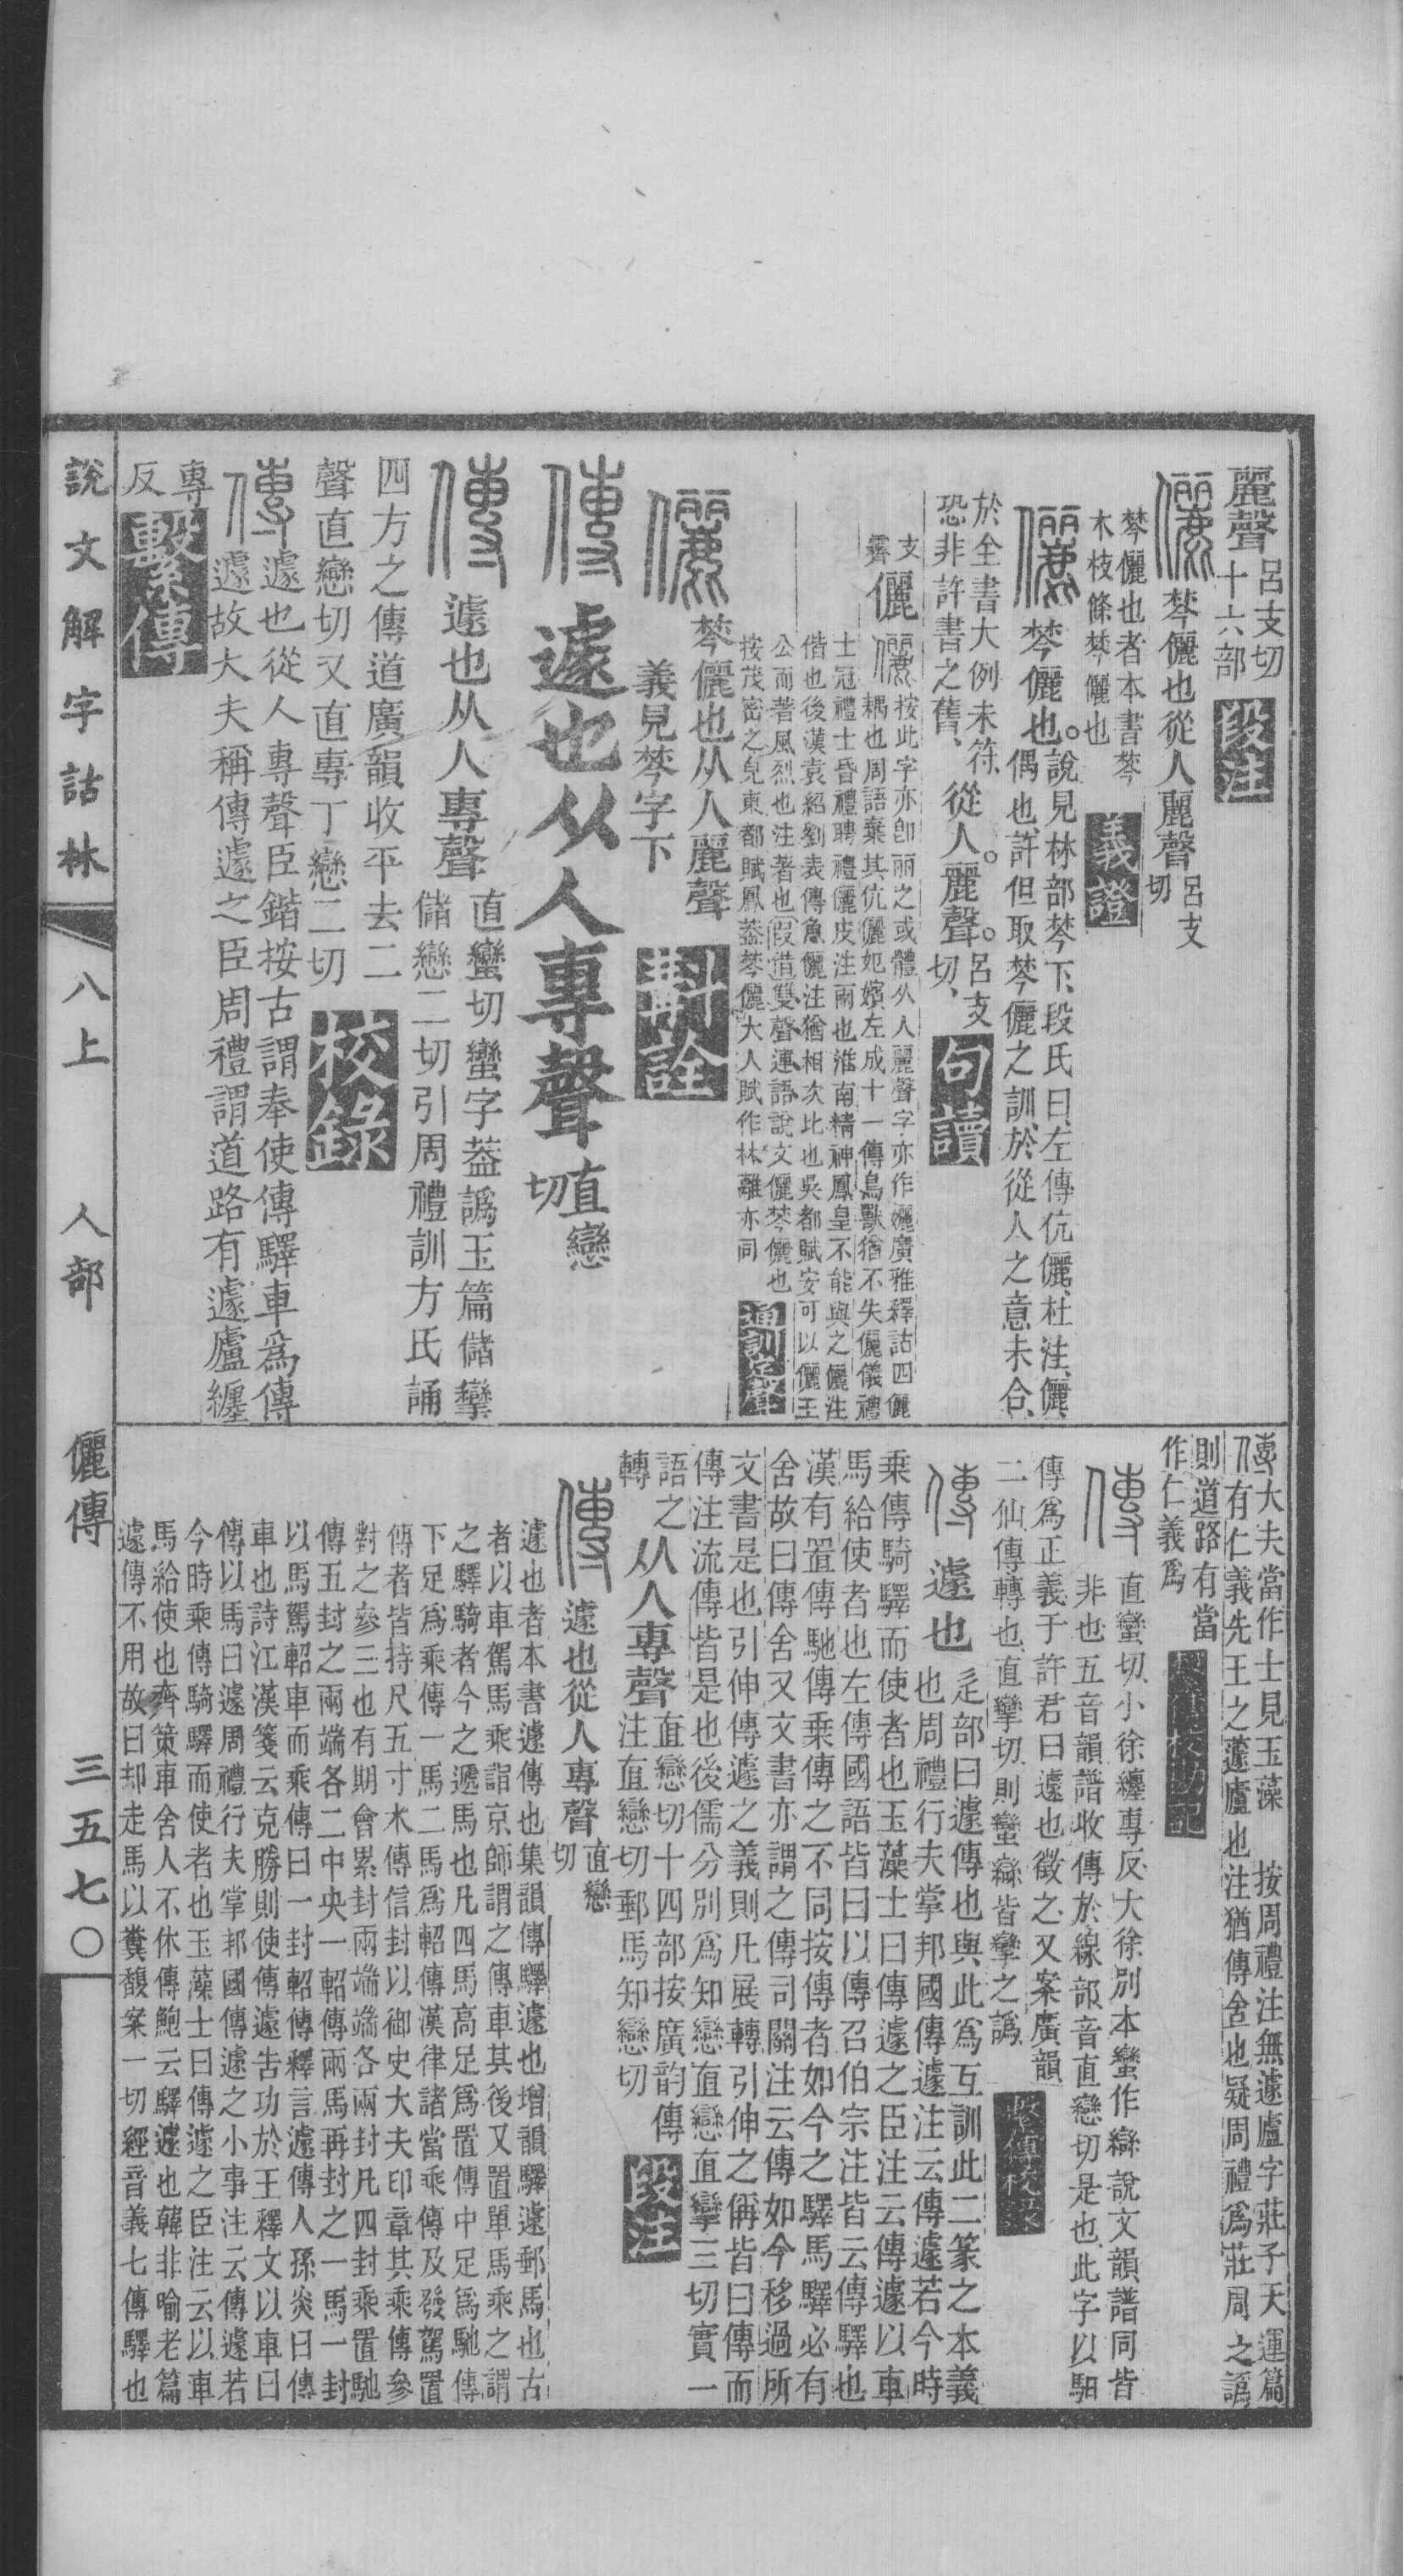 麗聲呂支切
十六部
段注
儷棽儷也從人麗聲呂支
切
棽儷也者本書棽
木枝條棽儷也
義證
儷棽儷也。說見林部棽下、段氏曰、左傳伉儷、杜注、儷、
偶也、許但取棽儷之訓、於從人之意未合、
於全書大例未符、
恐非許書之舊、
從人。麗聲。呂支
切、
句讀
支
霽
儷
儷按此字亦卽丽之或體从人麗聲字亦作孋廣雅釋詁四儷
耦也周語棄其伉儷妃嬪左成十一傳鳥獸猶不失儷儀禮
士冠禮士昏禮聘禮儷皮注兩也淮南精神鳳皇不能與之儷注
偕也後漢袁紹劉表傳魚儷注猶相次比也吳都賦安可以儷王
公而著風烈也注著也假借雙聲連語說文儷棽儷也
按茂密之皃東都賦鳳蓋棽儷大人賦作林離亦同
通訓定聲
儷棽儷也从人麗聲
義見棽字下
斠詮
傳遽也从人專聲直戀
切
傳遽也从人專聲
直蠻切蠻字葢譌玉篇儲攣
儲戀二切引周禮訓方氏誦
四方之傳道廣韻收平去二
聲直戀切又直專丁戀二切
校錄
傳遽也從人專聲臣鍇按古謂奉使傳驛車爲傳
遽故大夫稱傳遽之臣周禮謂道路有遽廬纏
專
反
繫傳
傳大夫當作士見玉藻 按周禮注無遽廬字莊子天運篇
有仁義先王之蘧廬也注猶傳舍也疑周禮爲莊周之譌
則道路有當
作仁義爲
繫傳校勘記
傳直蠻切小徐纏專反大徐別本蠻作㝈說文韻譜同皆
非也五音韻譜收傳於線部音直戀切是也此字以馹
傳爲正義于許君曰遽也徵之又案廣韻
二仙傳轉也直攣切則蠻㝈皆攣之譌
繫傳校錄
傳遽也辵部曰遽傳也與此爲互訓此二篆之本義
也周禮行夫掌邦國傳遽注云傳遽若今時
乘傳騎驛而使者也玉藻士曰傳遽之臣注云傳遽以車
馬給使者也左傳國語皆曰以傳召伯宗注皆云傳驛也
漢有置傳馳傳乘傳之不同按傳者如今之驛馬驛必有
舍故曰傳舍又文書亦謂之傳司關注云傳如今移過所
文書是也引伸傳遽之義則凡展轉引伸之偁皆曰傳而
傳注流傳皆是也後儒分別爲知戀直戀直攣三切實一
語之
轉
从人專聲
直戀切十四部按廣韵傳
注直戀切郵馬知戀切
段注
傳遽也從人專聲直戀
切
遽也者本書遽傳也集韻傳驛遽也增韻驛遽郵馬也古
者以車駕馬乘詣京師謂之傳車其後又置單馬乘之謂
之驛騎者今之遞馬也凡四馬高足爲置傳中足爲馳傳
下足爲乘傳一馬二馬爲軺傳漢律諸當乘傳及發駕置
傳者皆持尺五寸木傳信封以御史大夫印章其乘傳參
封之參三也有期會累封兩端端各兩封凡四封乘置馳
傳五封之兩端各二中央一軺傳兩馬再封之一馬一封
以馬駕軺車而乘傳曰一封軺傳釋言遽傳人孫炎曰傳
車也詩江漢箋云克勝則使傳遽告功於王釋文以車曰
傳以馬曰遽周禮行夫掌邦國傳遽之小事注云傳遽若
今時乘傳騎驛而使者也玉藻士曰傳遽之臣注云以車
馬給使也齊策車舍人不休傳鮑云驛遽也韓非喻老篇
遽傳不用故曰却走馬以糞馥案一切經音義七傳驛也
說文解字詁林
八上 人部 儷傳 三五七〇